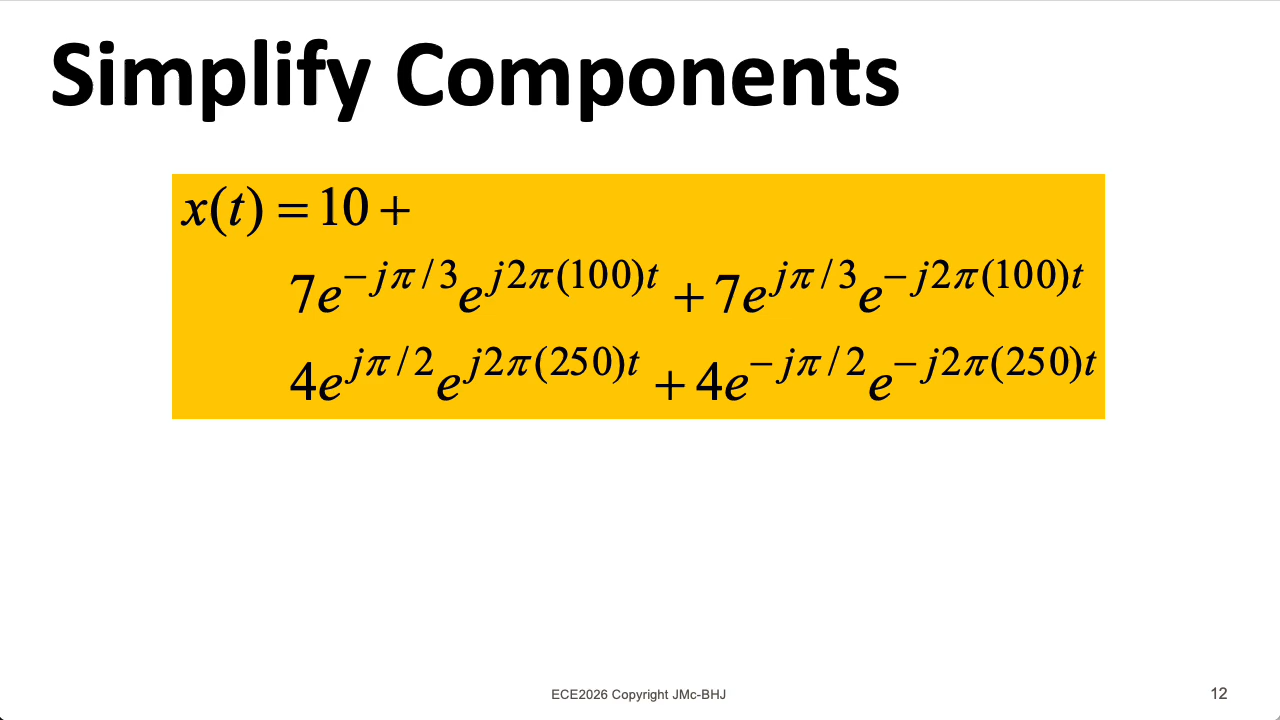 Simplify Components
x(t) = 10 +
7e^{−jπ/3}e^{j2π(100)t} + 7e^{jπ/3}e^{−j2π(100)t}
4e^{jπ/2}e^{j2π(250)t} + 4e^{−jπ/2}e^{−j2π(250)t}
ECE2026 Copyright JMc-BHJ
12